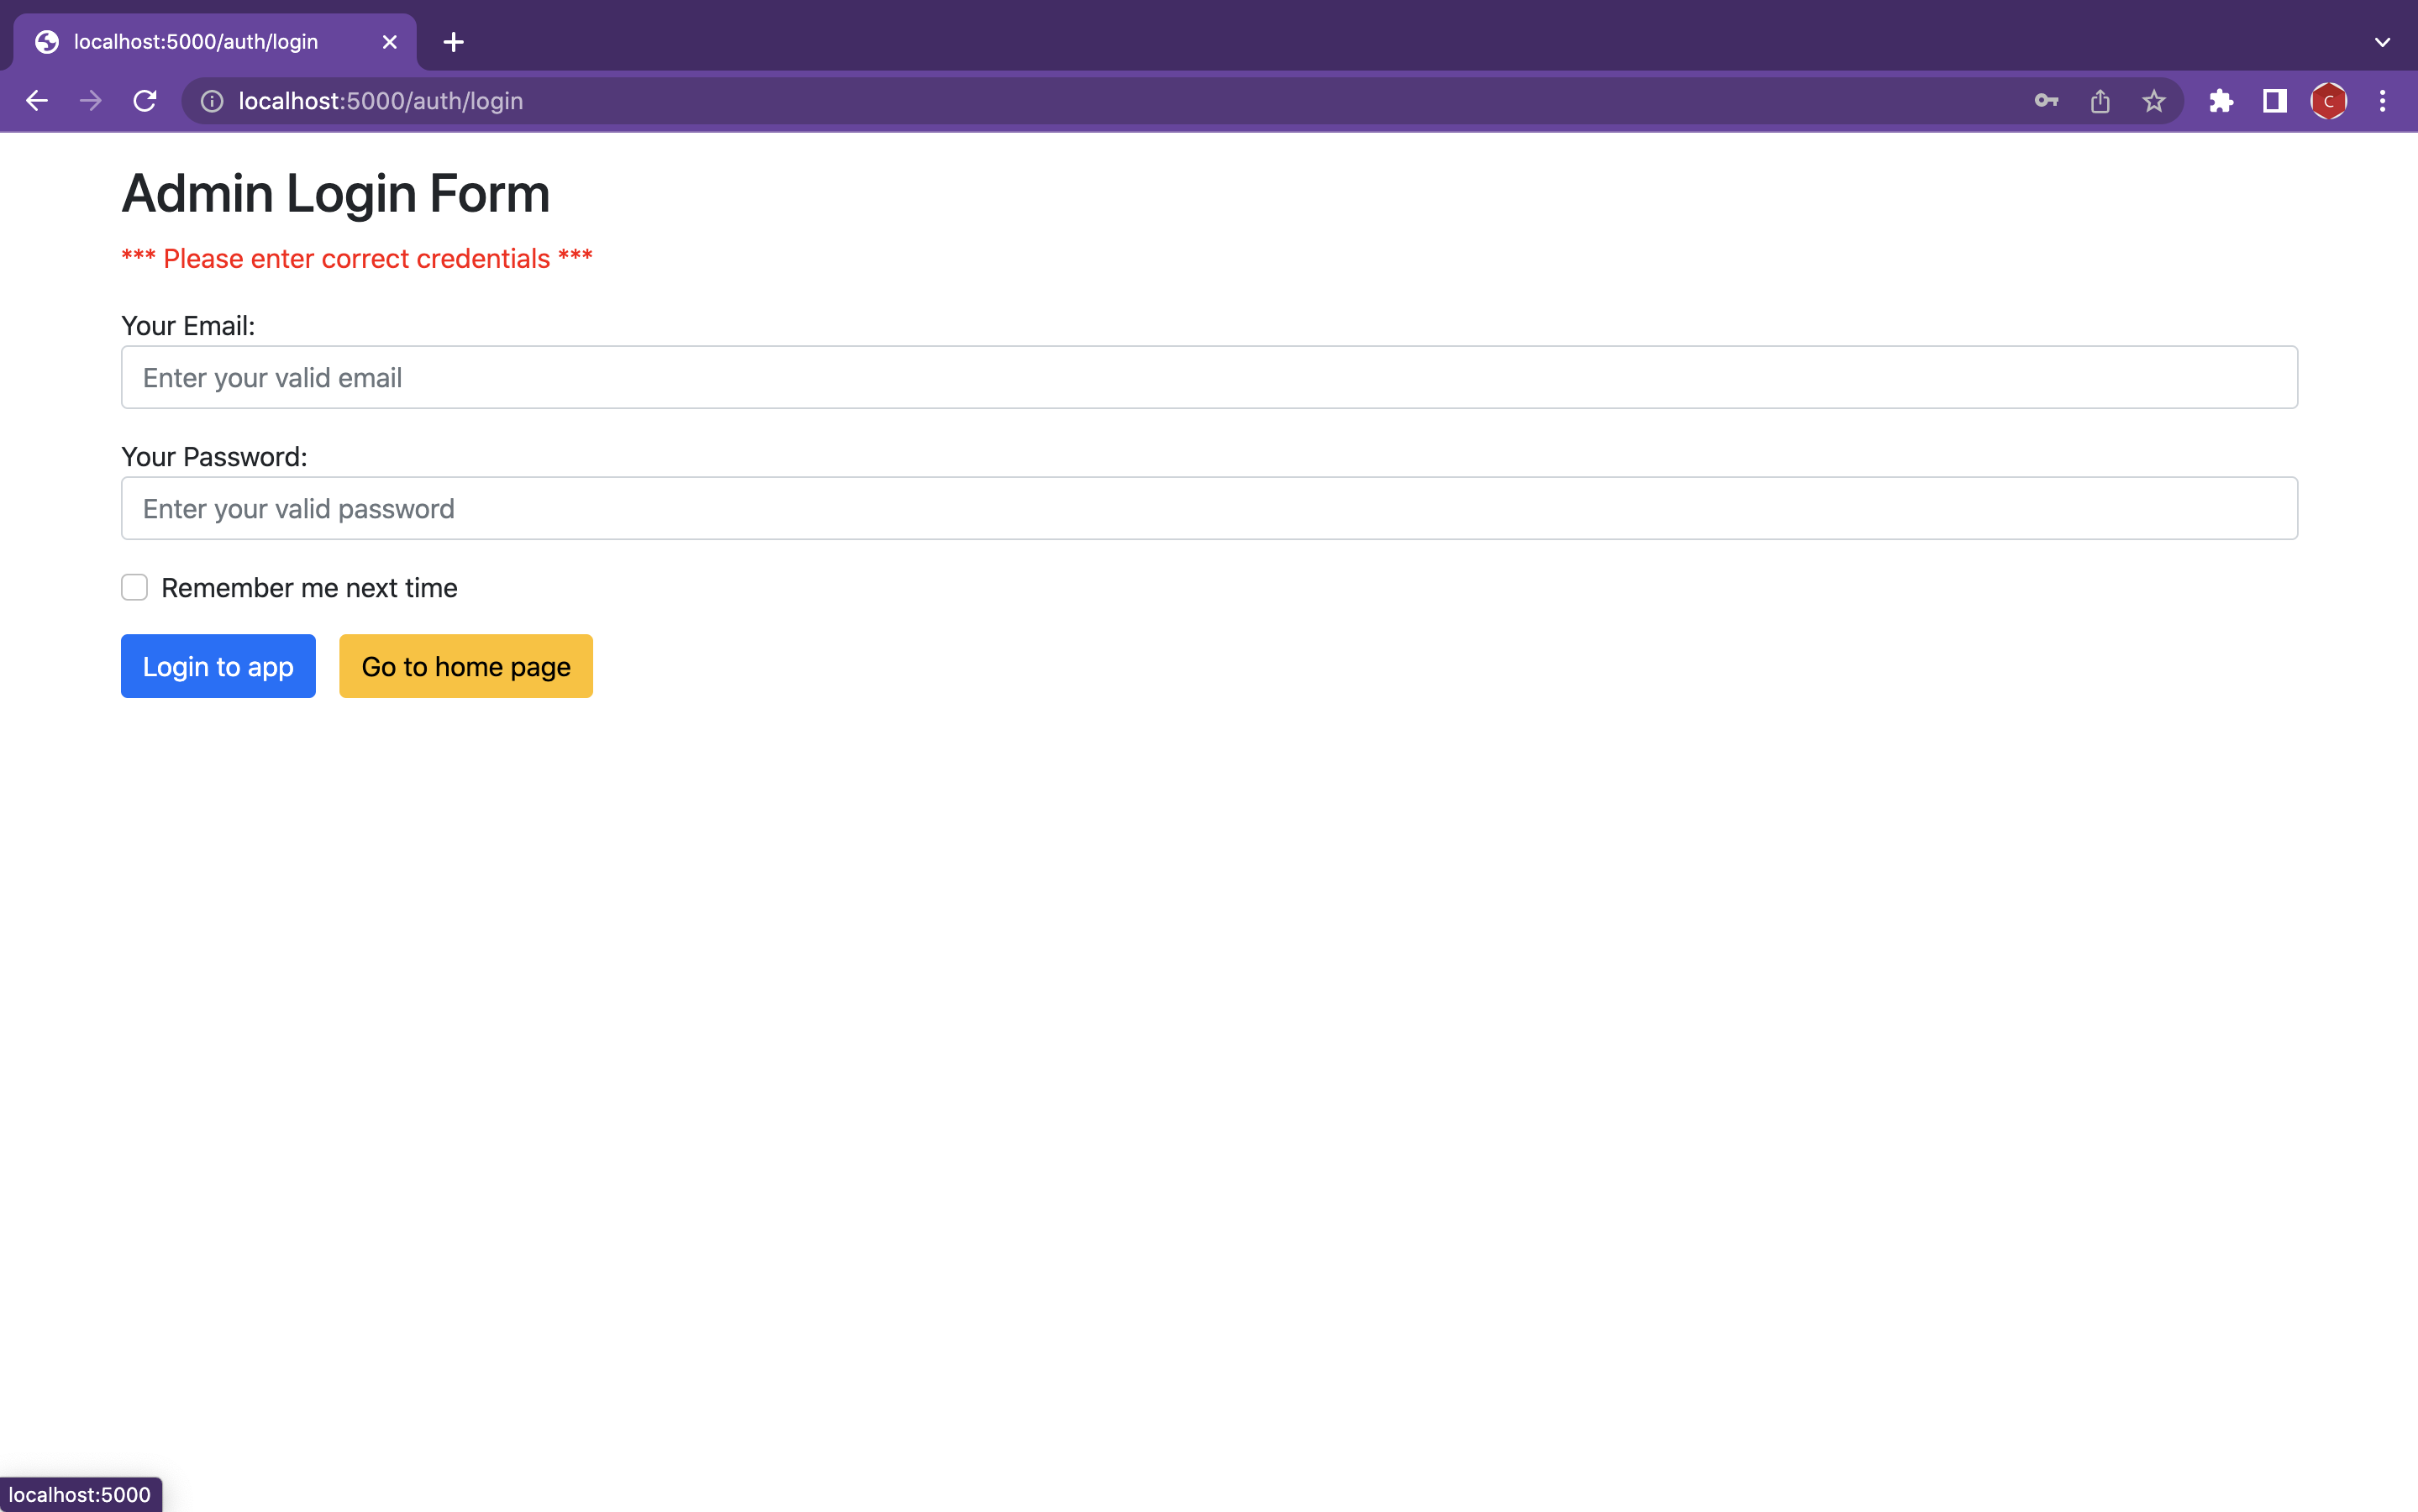 localhost:5000/auth/login
localhost:5000/auth/login
C
Admin Login Form
*** Please enter correct credentials ***
Your Email:
Enter your valid email
Your Password:
Enter your valid password
Remember me next time
Login to app Go to home page
localhost:5000